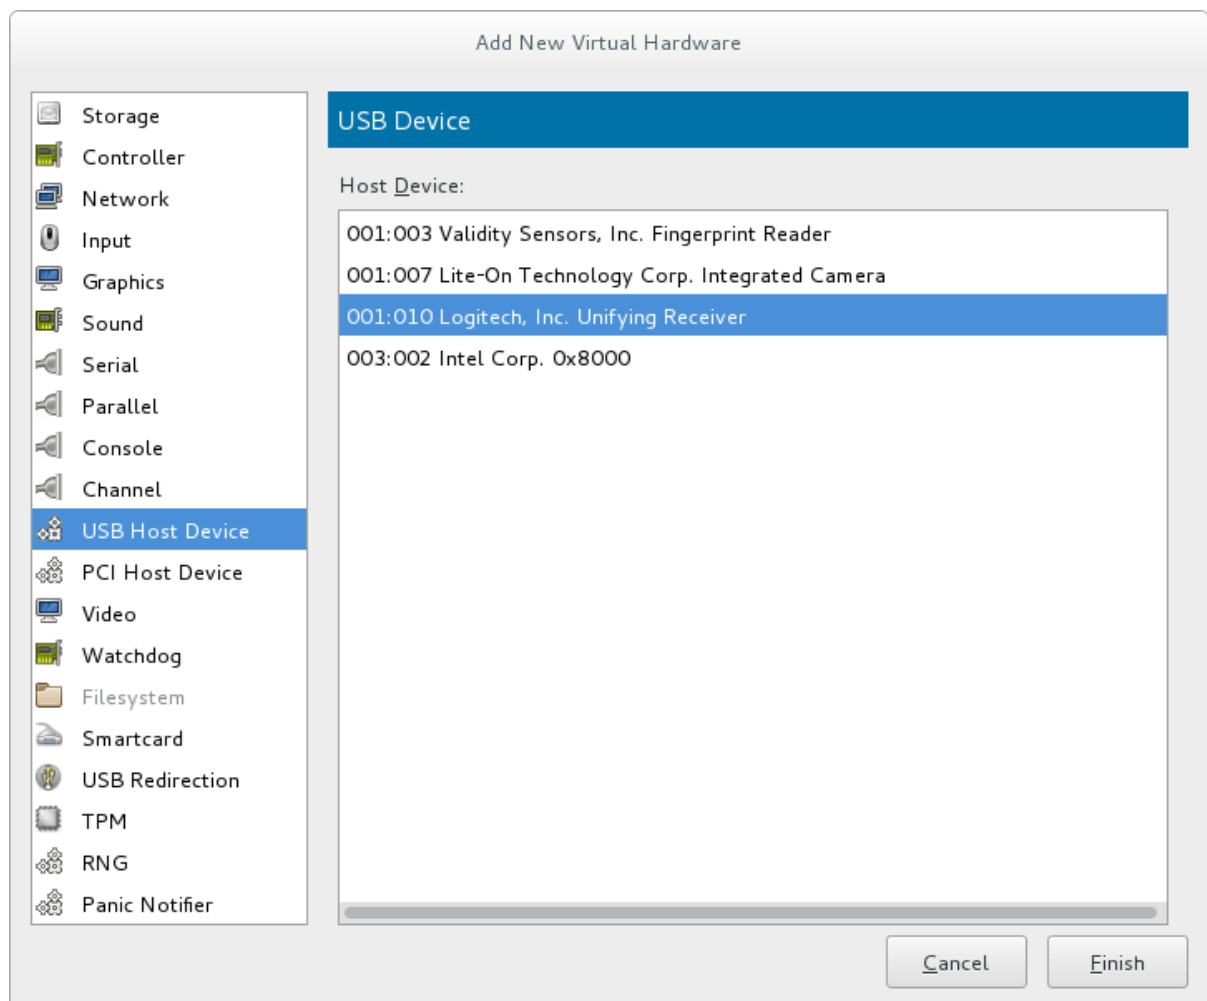 Add New Virtual Hardware
Storage
Controller
Network
Input
Graphics
Sound
Serial
Parallel
Console
Channel
USB Host Device
PCI Host Device
Video
Watchdog
Filesystem
Smartcard
USB Redirection
TPM
RNG
Panic Notifier
USB Device
Host Device:
001:003 Validity Sensors, Inc. Fingerprint Reader
001:007 Lite-On Technology Corp. Integrated Camera
001:010 Logitech, Inc. Unifying Receiver
003:002 Intel Corp. 0x8000
Cancel
Finish